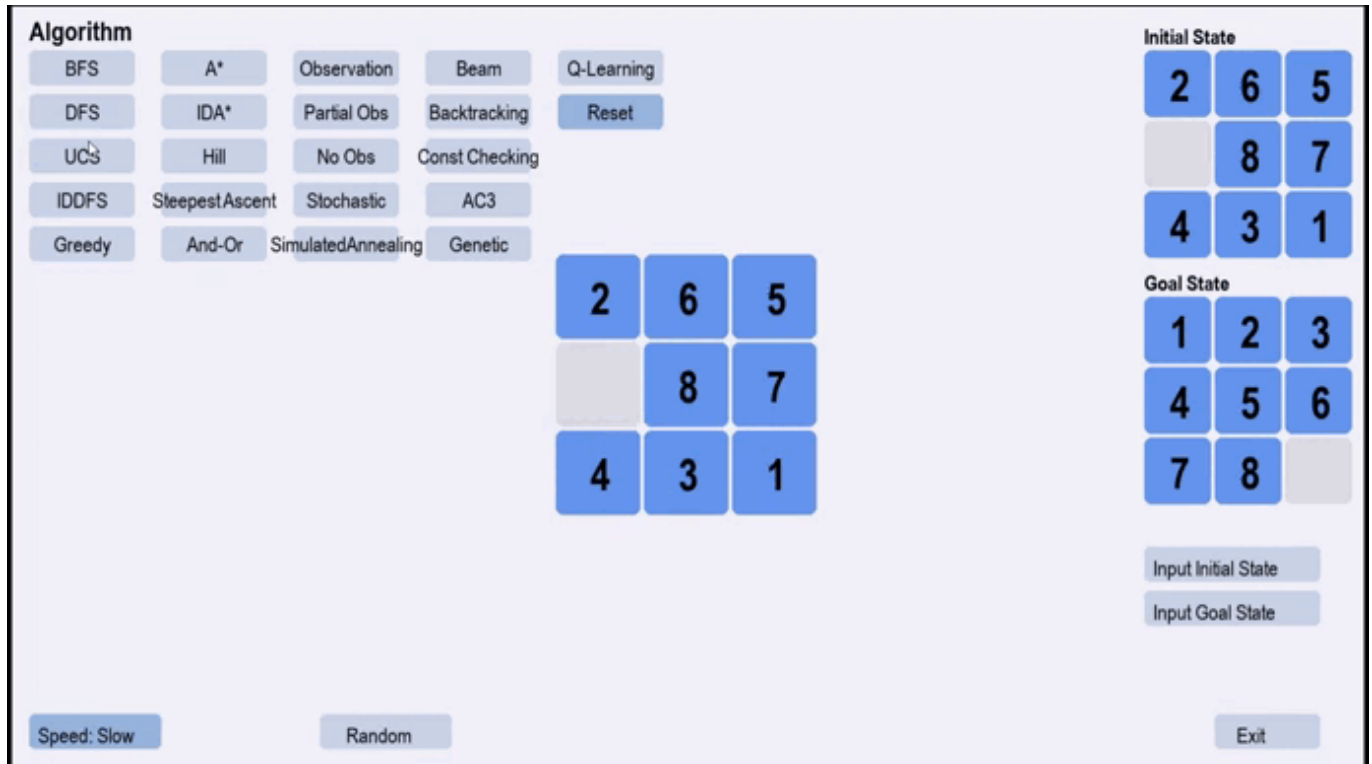 Algorithm
BFS A* Observation Beam Q-Learning
DFS IDA* Partial Obs Backtracking Reset
UCS Hill No Obs Const Checking
IDDFS SteepestAscent Stochastic AC3
Greedy And-Or SimulatedAnnealing Genetic
2 6 5
8 7
4 3 1
Initial State
2 6 5
8 7
4 3 1
Goal State
1 2 3
4 5 6
7 8
Input Initial State
Input Goal State
Speed: Slow Random Exit